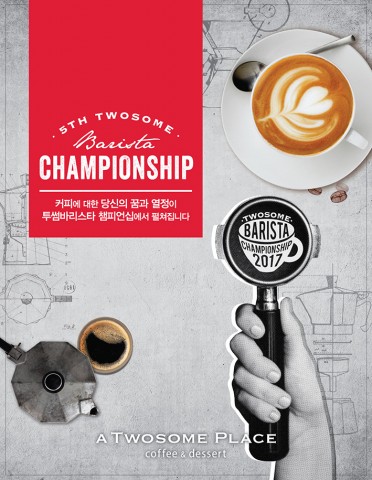 5TH TWOSOME
Barista
CHAMPIONSHIP
커피에 대한 당신의 꿈과 열정이
투썸바리스타 챔피언십에서 펼쳐집니다
TWOSOME
BARISTA
CHAMPIONSHIP
2017
A TWOSOME PLACE
coffee & dessert